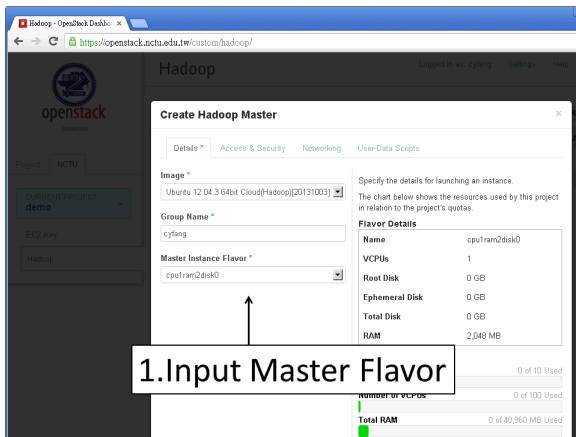 Hadoop - OpenStack Dashboa
https://openstack.nctu.edu.tw/custom/hadoop/
Hadoop
Logged in as: cyfang
Settings
Help
openstack
DASHBOARD
Project
NCTU
CURRENT PROJECT
demo
EC2 Key
Hadoop
Create Hadoop Master
×
Details *
Access & Security
Networking
User-Data Scripts
Image *
Ubuntu 12.04.3 64bit Cloud(Hadoop)[20131003]
Group Name *
cyfang
Master Instance Flavor *
cpu1ram2disk0
Specify the details for launching an instance.
The chart below shows the resources used by this project
in relation to the project's quotas.
Flavor Details
Name cpu1ram2disk0
VCPUs 1
Root Disk 0 GB
Ephemeral Disk 0 GB
Total Disk 0 GB
RAM 2,048 MB
1.Input Master Flavor
0 of 10 Used
Number of VCPUs 0 of 100 Used
Total RAM 0 of 40,960 MB Used